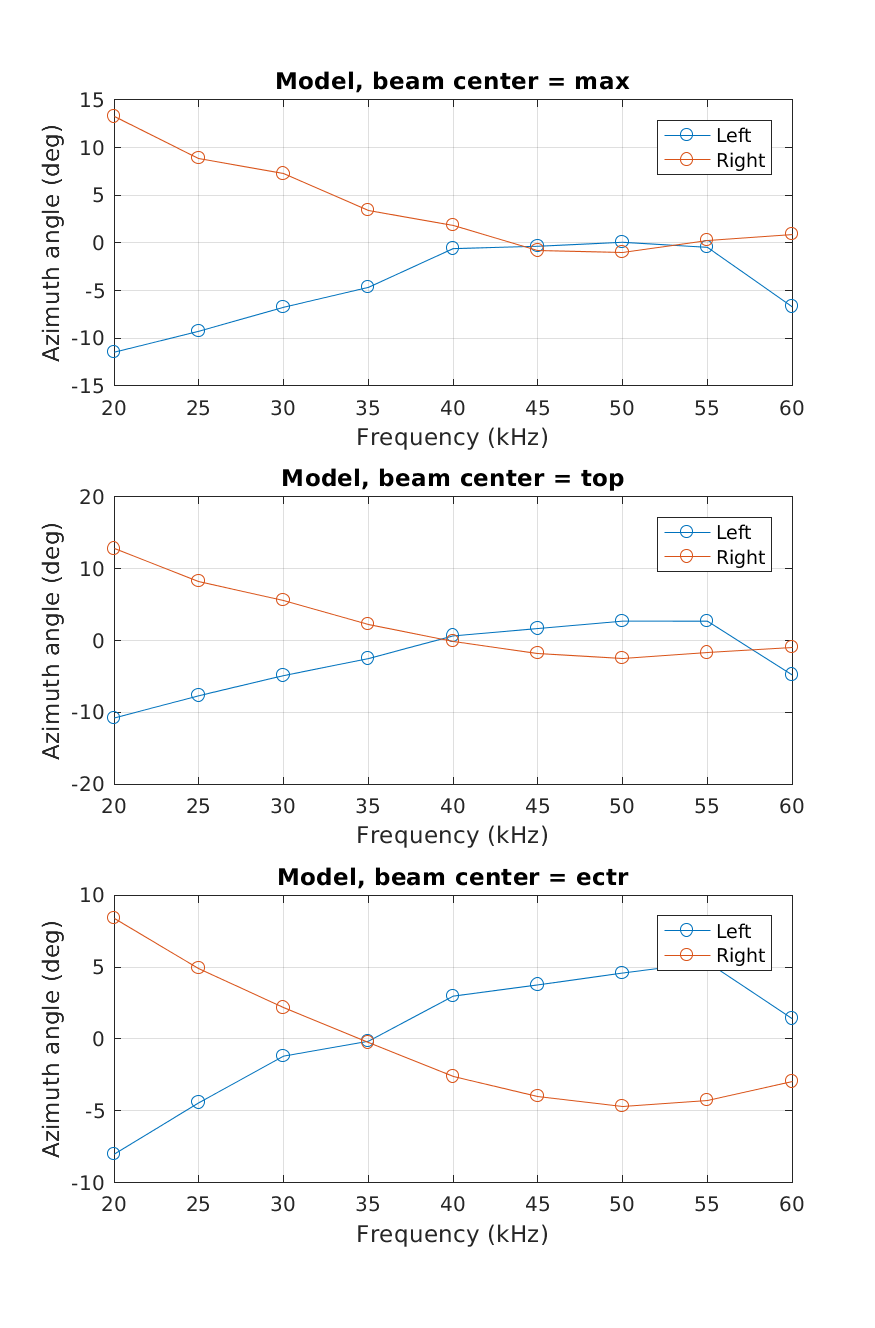 Model, beam center = max
15
10
5
0
-5
-10
-15
Azimuth angle (deg)
Left
Right
20 25 30 35 40 45 50 55 60
Frequency (kHz)
Model, beam center = top
20
10
0
-10
-20
Azimuth angle (deg)
Left
Right
20 25 30 35 40 45 50 55 60
Frequency (kHz)
Model, beam center = ectr
10
5
0
-5
-10
Azimuth angle (deg)
Left
Right
20 25 30 35 40 45 50 55 60
Frequency (kHz)